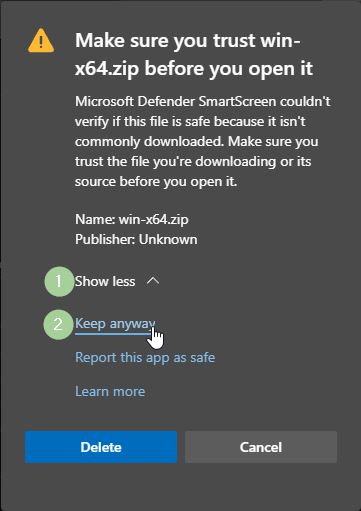 Make sure you trust win-
x64.zip before you open it
Microsoft Defender SmartScreen couldn't
verify if this file is safe because it isn't
commonly downloaded. Make sure you
trust the file you're downloading or its
source before you open it.
Name: win-x64.zip
Publisher: Unknown
1 Show less
2 Keep anyway
Report this app as safe
Learn more
Delete Cancel